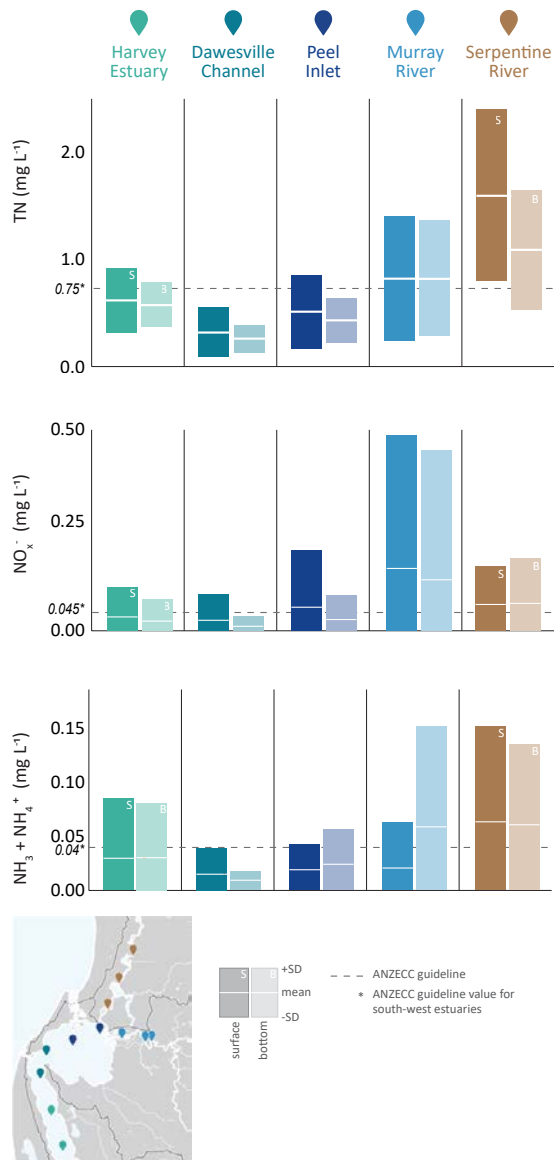 Harvey Estuary
Dawesville Channel
Peel Inlet
Murray River
Serpentine River
TN (mg L⁻¹)
2.0
1.0
0.75*
0.0
S
B
S
B
NOₓ⁻ (mg L⁻¹)
0.50
0.25
0.045*
0.00
S
B
S
B
NH₃ + NH₄⁺ (mg L⁻¹)
0.15
0.10
0.05
0.04*
0.00
S
B
S
B
S
B
+SD
mean
-SD
surface
bottom
ANZECC guideline
* ANZECC guideline value for
south-west estuaries